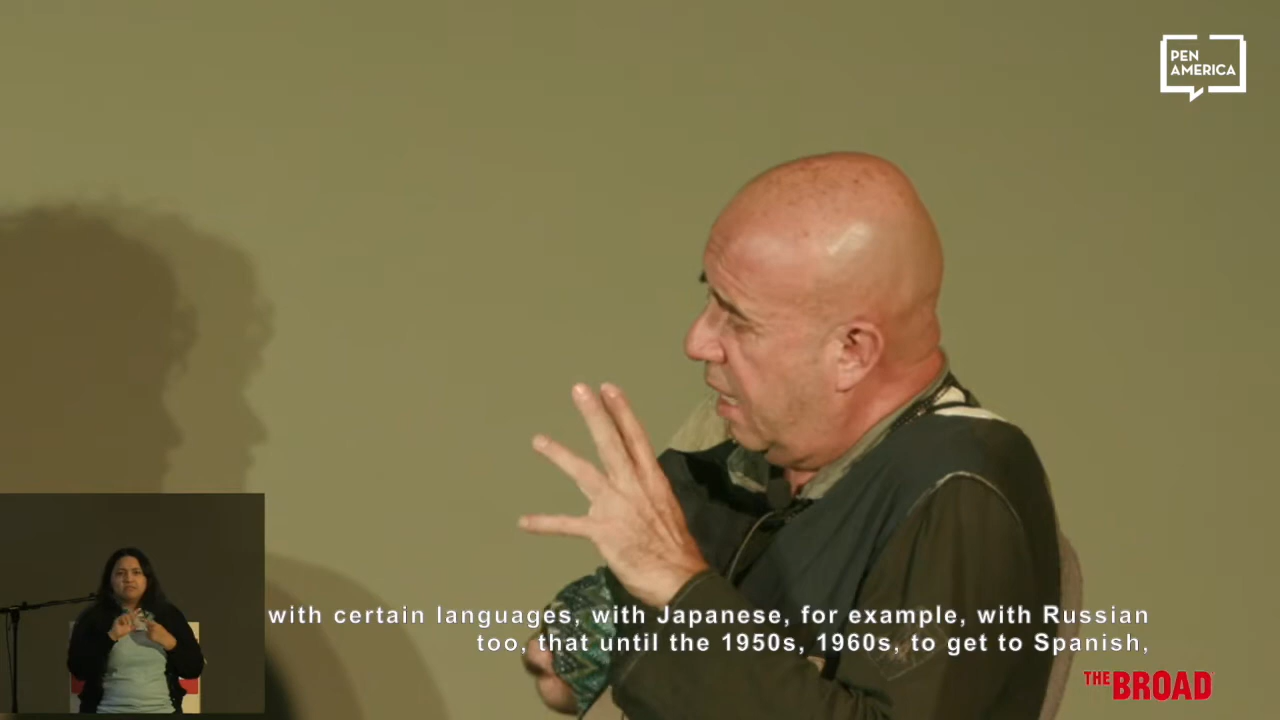 PEN
AMERICA
with certain languages, with Japanese, for example, with Russian
too, that until the 1950s, 1960s, to get to Spanish,
THE BROAD